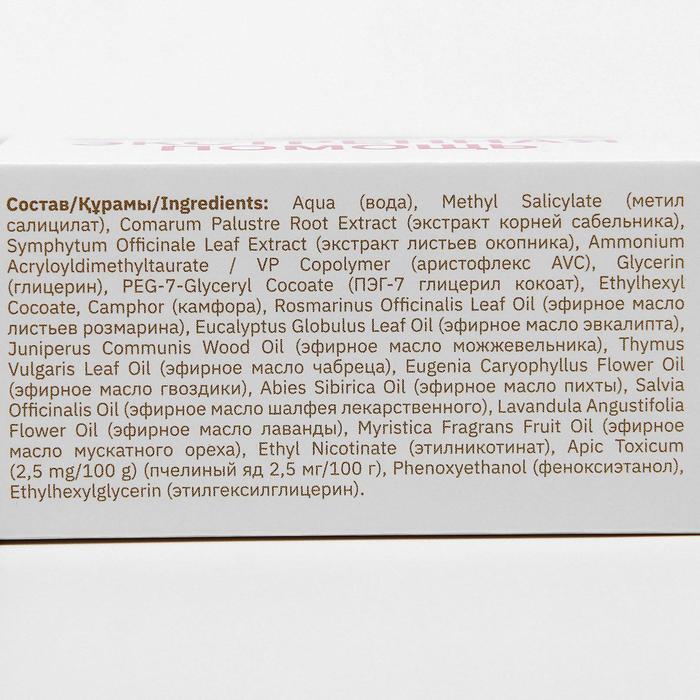 ПОМОЩЬ
Состав/Құрамы/Ingredients: Aqua (вода), Methyl Salicylate (метил
салицилат), Comarum Palustre Root Extract (экстракт корней сабельника),
Symphytum Officinale Leaf Extract (экстракт листьев окопника), Ammonium
Acryloyldimethyltaurate / VP Copolymer (аристофлекс AVC), Glycerin
(глицерин), PEG-7-Glyceryl Cocoate (ПЭГ-7 глицерил кокоат), Ethylhexyl
Cocoate, Camphor (камфора), Rosmarinus Officinalis Leaf Oil (эфирное масло
листьев розмарина), Eucalyptus Globulus Leaf Oil (эфирное масло эвкалипта),
Juniperus Communis Wood Oil (эфирное масло можжевельника), Thymus
Vulgaris Leaf Oil (эфирное масло чабреца), Eugenia Caryophyllus Flower Oil
(эфирное масло гвоздики), Abies Sibirica Oil (эфирное масло пихты), Salvia
Officinalis Oil (эфирное масло шалфея лекарственного), Lavandula Angustifolia
Flower Oil (эфирное масло лаванды), Myristica Fragrans Fruit Oil (эфирное
масло мускатного ореха), Ethyl Nicotinate (этилникотинат), Apic Toxicum
(2,5 mg/100 g) (пчелиный яд 2,5 мг/100 г), Phenoxyethanol (феноксиэтанол),
Ethylhexylglycerin (этилгексилглицерин).